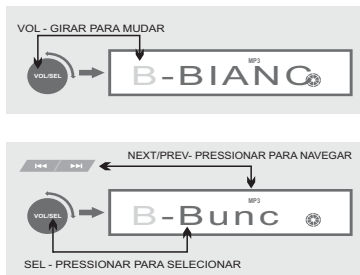 VOL - GIRAR PARA MUDAR
MP3
VOL/SEL B-BIANC
NEXT/PREV- PRESSIONAR PARA NAVEGAR
MP3
VOL/SEL B-Bunc
SEL - PRESSIONAR PARA SELECIONAR